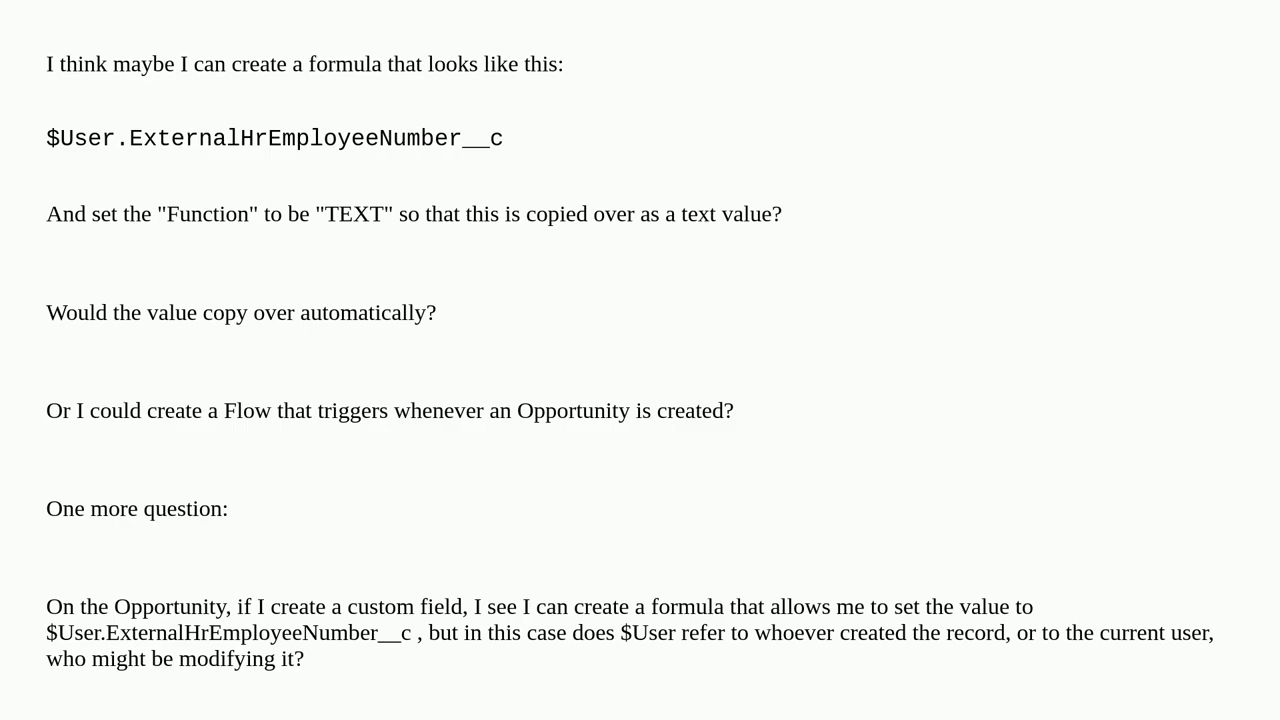 I think maybe I can create a formula that looks like this:
$User.ExternalHrEmployeeNumber__c
And set the "Function" to be "TEXT" so that this is copied over as a text value?
Would the value copy over automatically?
Or I could create a Flow that triggers whenever an Opportunity is created?
One more question:
On the Opportunity, if I create a custom field, I see I can create a formula that allows me to set the value to
$User.ExternalHrEmployeeNumber__c , but in this case does $User refer to whoever created the record, or to the current user,
who might be modifying it?